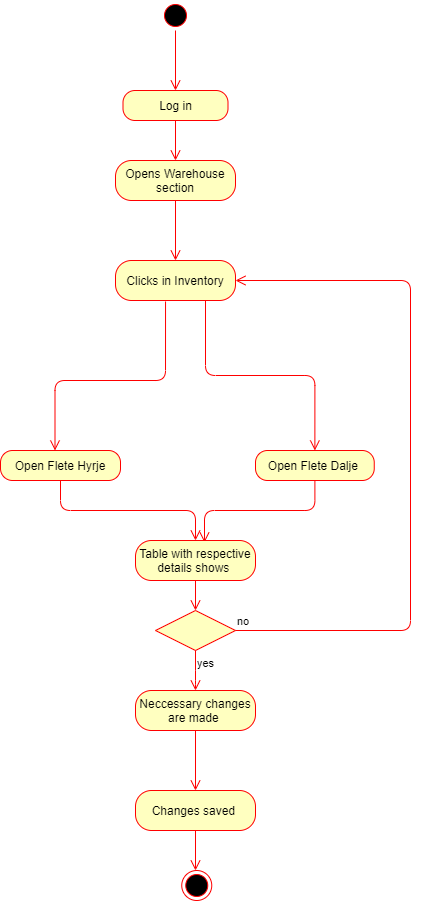 Log in
Opens Warehouse
section
Clicks in Inventory
Open Flete Hyrje
Open Flete Dalje
Table with respective
details shows
no
yes
Neccessary changes
are made
Changes saved